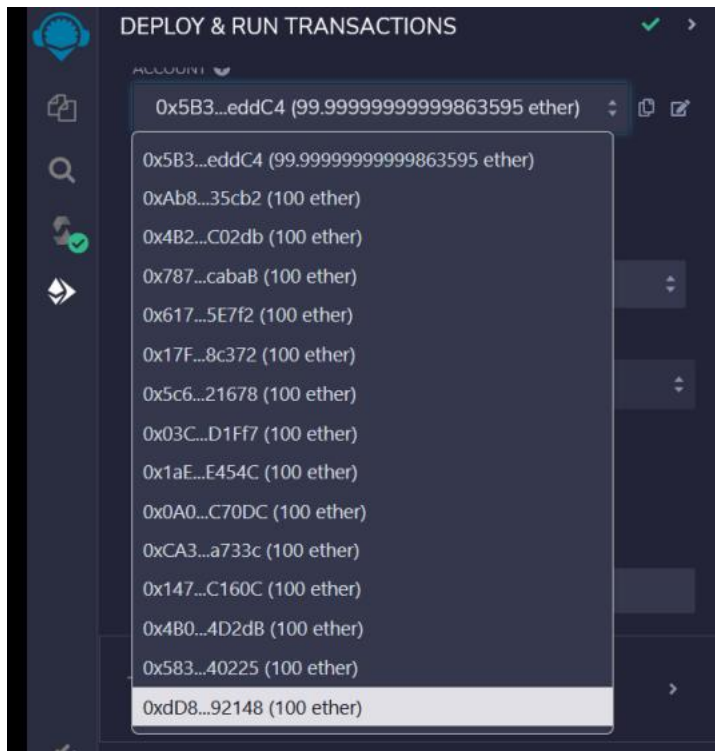 DEPLOY & RUN TRANSACTIONS
ACCOUNT
0x5B3...eddC4 (99.99999999999863595 ether)
0x5B3...eddC4 (99.99999999999863595 ether)
0xAb8...35cb2 (100 ether)
0x4B2...C02db (100 ether)
0x787...cabaB (100 ether)
0x617...5E7f2 (100 ether)
0x17F...8c372 (100 ether)
0x5c6...21678 (100 ether)
0x03C...D1Ff7 (100 ether)
0x1aE...E454C (100 ether)
0x0A0...C70DC (100 ether)
0xCA3...a733c (100 ether)
0x147...C160C (100 ether)
0x4B0...4D2dB (100 ether)
0x583...40225 (100 ether)
0xdD8...92148 (100 ether)